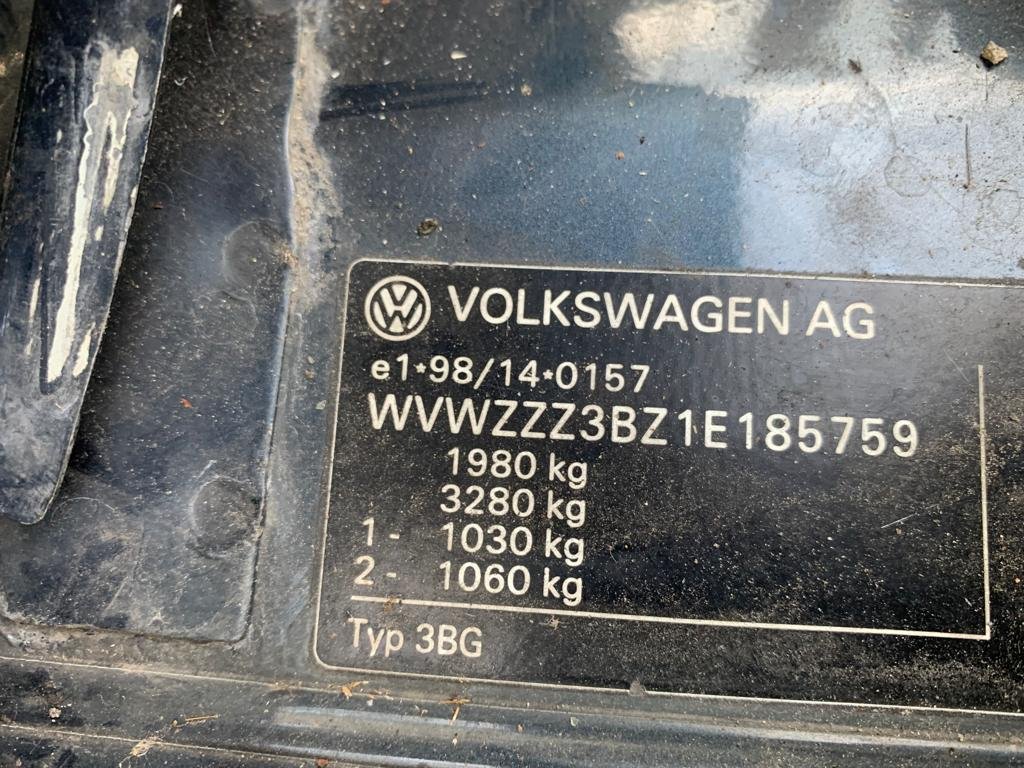 VOLKSWAGEN AG
e1*98/14*0157
WVWZZZ3BZ1E185759
1980 kg
3280 kg
1- 1030 kg
2- 1060 kg
Typ 3BG